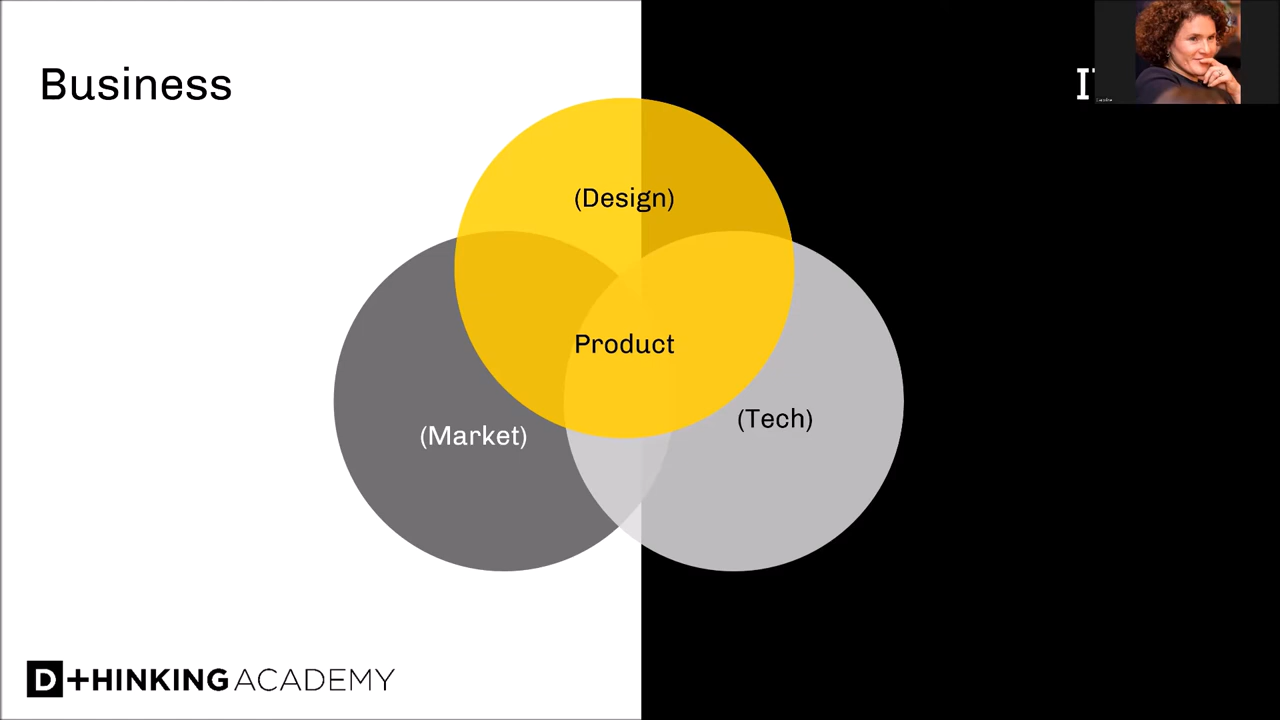 Business
(Design)
Product
(Market)
(Tech)
D+HINKING ACADEMY